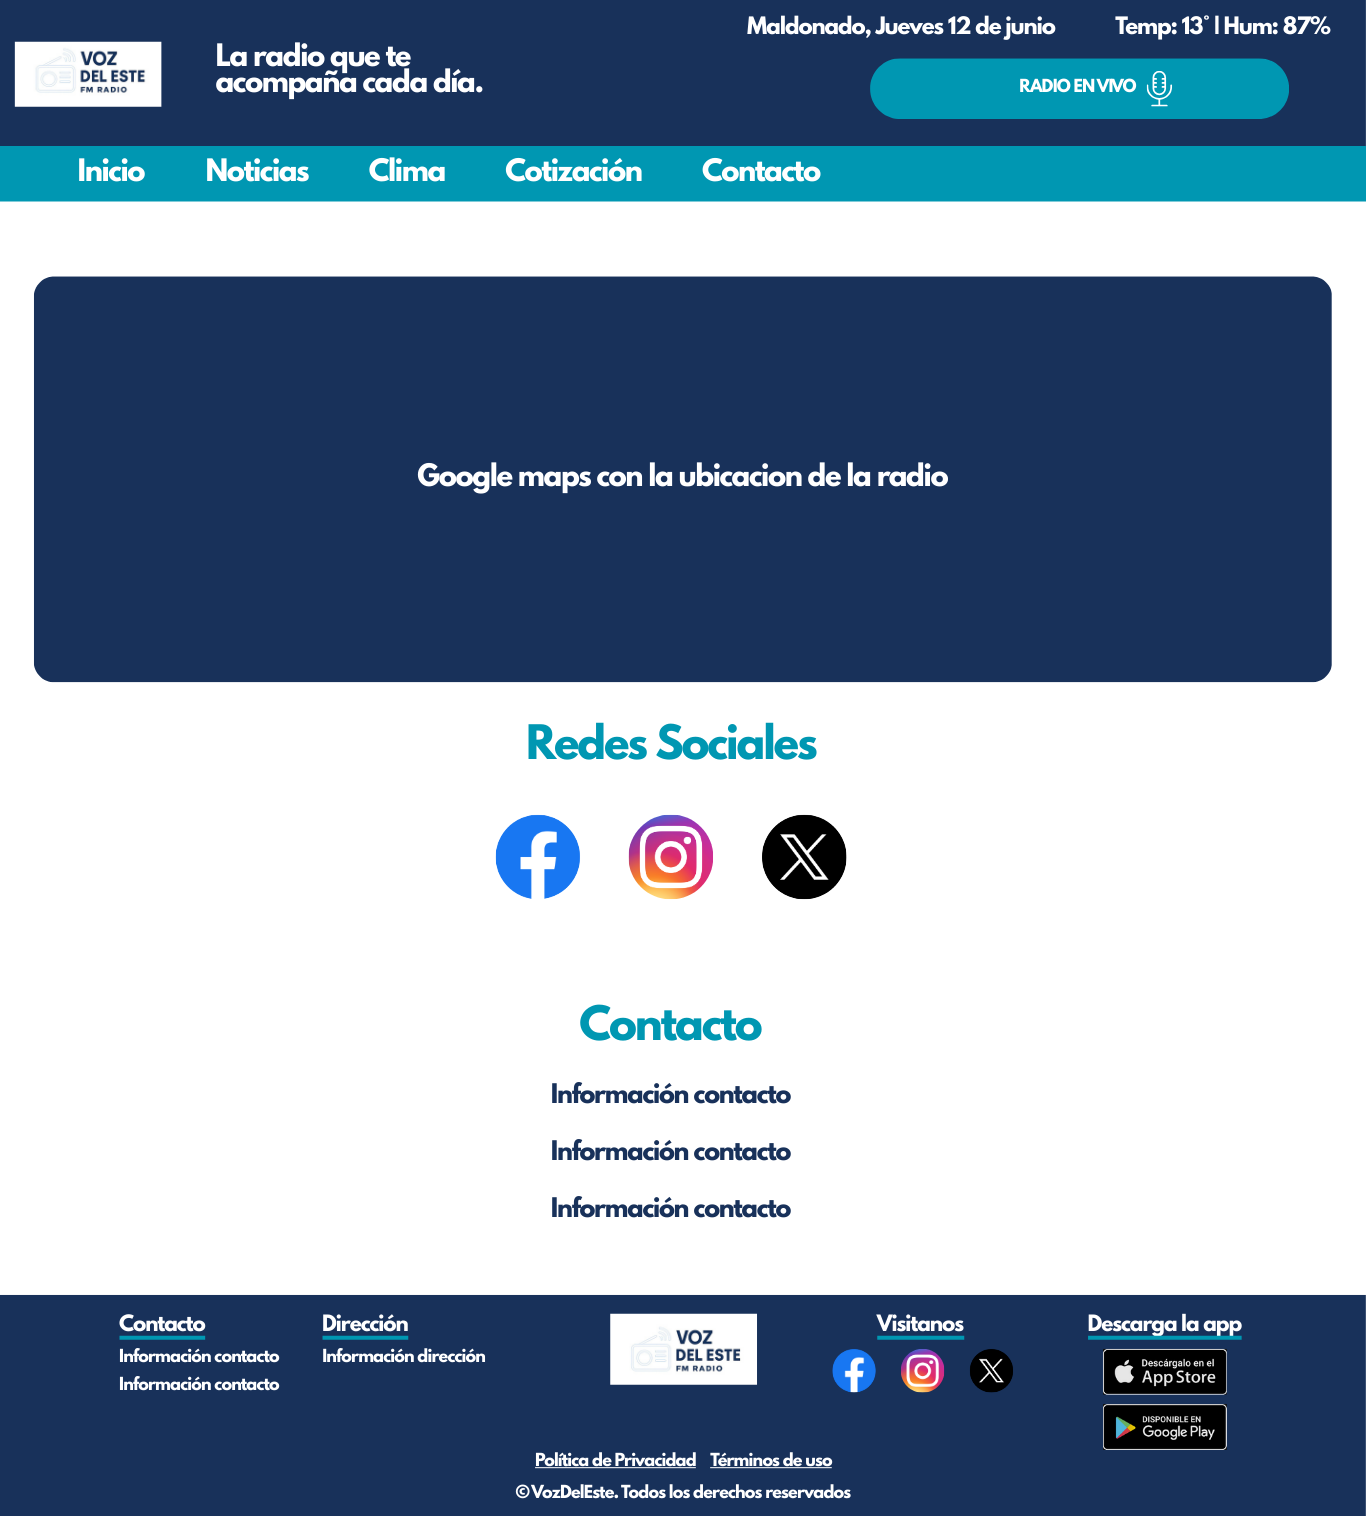 Maldonado, Jueves 12 de junio
Temp: 13° | Hum: 87%
VOZ
DEL ESTE
FM RADIO
La radio que te
acompaña cada día.
RADIO EN VIVO
Inicio
Noticias
Clima
Cotización
Contacto
Google maps con la ubicacion de la radio
Redes Sociales
Contacto
Información contacto
Información contacto
Información contacto
Contacto
Información contacto
Información contacto
Dirección
Información dirección
VOZ
DEL ESTE
FM RADIO
Visitanos
Descarga la app
Descárgalo en el
App Store
DISPONIBLE EN
Google Play
Política de Privacidad
Términos de uso
© VozDelEste. Todos los derechos reservados